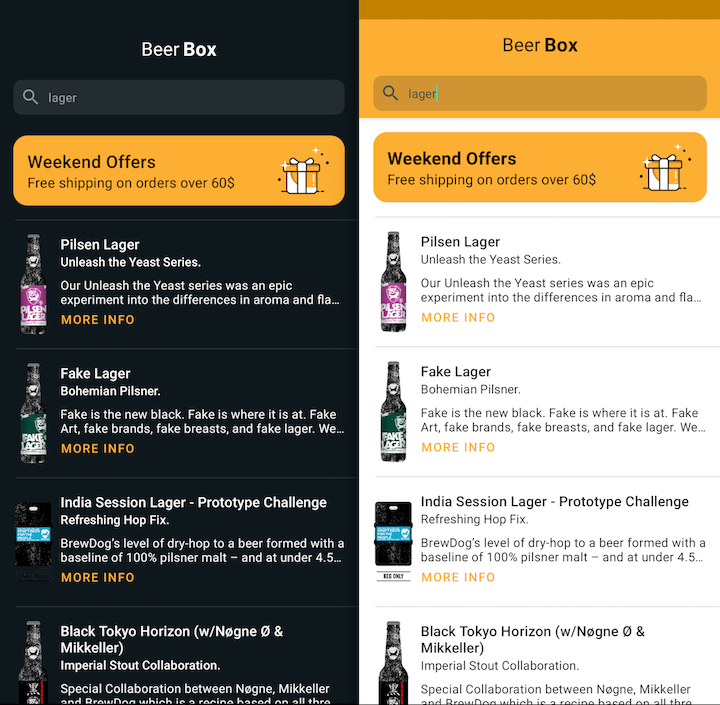 Beer Box
lager
Weekend Offers
Free shipping on orders over 60$
Pilsen Lager
Unleash the Yeast Series.
Our Unleash the Yeast series was an epic
experiment into the differences in aroma and fla…
MORE INFO
PILSEN
LAGER
Fake Lager
Bohemian Pilsner.
Fake is the new black. Fake is where it is at. Fake
Art, fake brands, fake breasts, and fake lager. We…
MORE INFO
FAKE
LAGER
India Session Lager - Prototype Challenge
Refreshing Hop Fix.
BrewDog's level of dry-hop to a beer formed with a
baseline of 100% pilsner malt – and at under 4.5…
MORE INFO
Black Tokyo Horizon (w/Nøgne Ø &
Mikkeller)
Imperial Stout Collaboration.
Special Collaboration between Nøgne, Mikkeller
and BrewDog which is a recipe based on all thre
Beer Box
lager
Weekend Offers
Free shipping on orders over 60$
Pilsen Lager
Unleash the Yeast Series.
Our Unleash the Yeast series was an epic
experiment into the differences in aroma and fla…
MORE INFO
PILSEN
LAGER
Fake Lager
Bohemian Pilsner.
Fake is the new black. Fake is where it is at. Fake
Art, fake brands, fake breasts, and fake lager. We…
MORE INFO
FAKE
LAGER
India Session Lager - Prototype Challenge
Refreshing Hop Fix.
BrewDog's level of dry-hop to a beer formed with a
baseline of 100% pilsner malt – and at under 4.5…
MORE INFO
KEG ONLY
Black Tokyo Horizon (w/Nøgne Ø &
Mikkeller)
Imperial Stout Collaboration.
Special Collaboration between Nøgne, Mikkeller
and BrewDog which is a recipe based on all thre